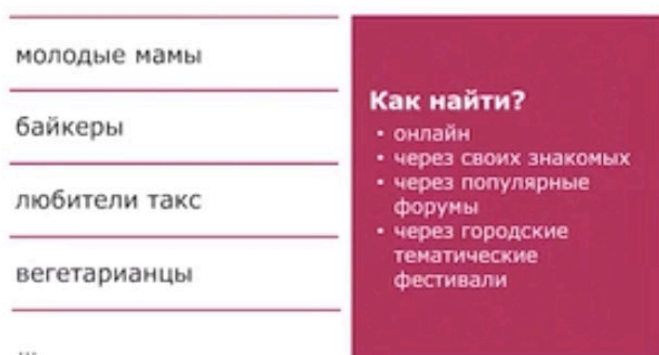 молодые мамы
байкеры
любители такс
вегетарианцы
...
Как найти?
• онлайн
• через своих знакомых
• через популярные
форумы
• через городские
тематические
фестивали